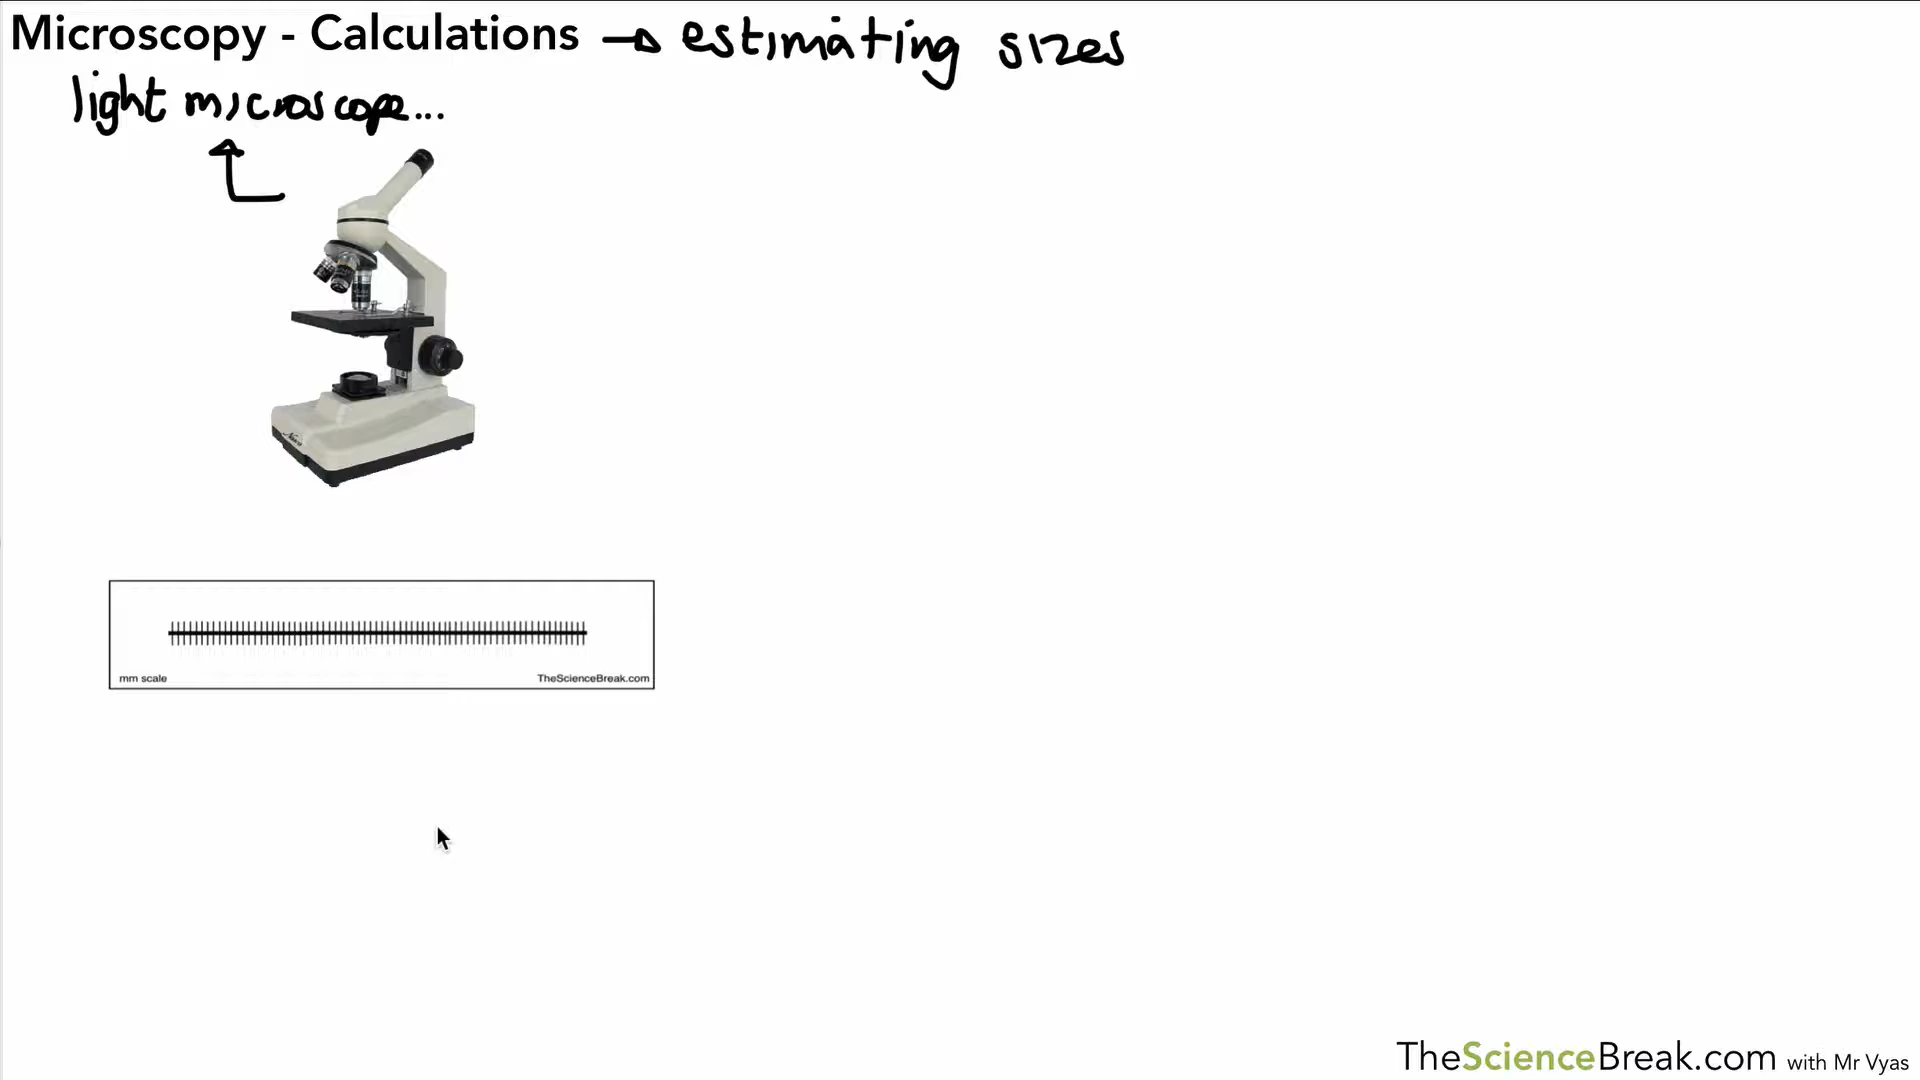 Microscopy - Calculations → estimating sizes
light microscope...
mm scale
TheScienceBreak.com
TheScienceBreak.com with Mr Vyas